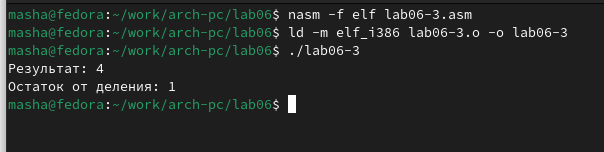 masha@fedora:~/work/arch-pc/lab06$ nasm -f elf lab06-3.asm
masha@fedora:~/work/arch-pc/lab06$ ld -m elf_i386 lab06-3.o -o lab06-3
masha@fedora:~/work/arch-pc/lab06$ ./lab06-3
Результат: 4
Остаток от деления: 1
masha@fedora:~/work/arch-pc/lab06$